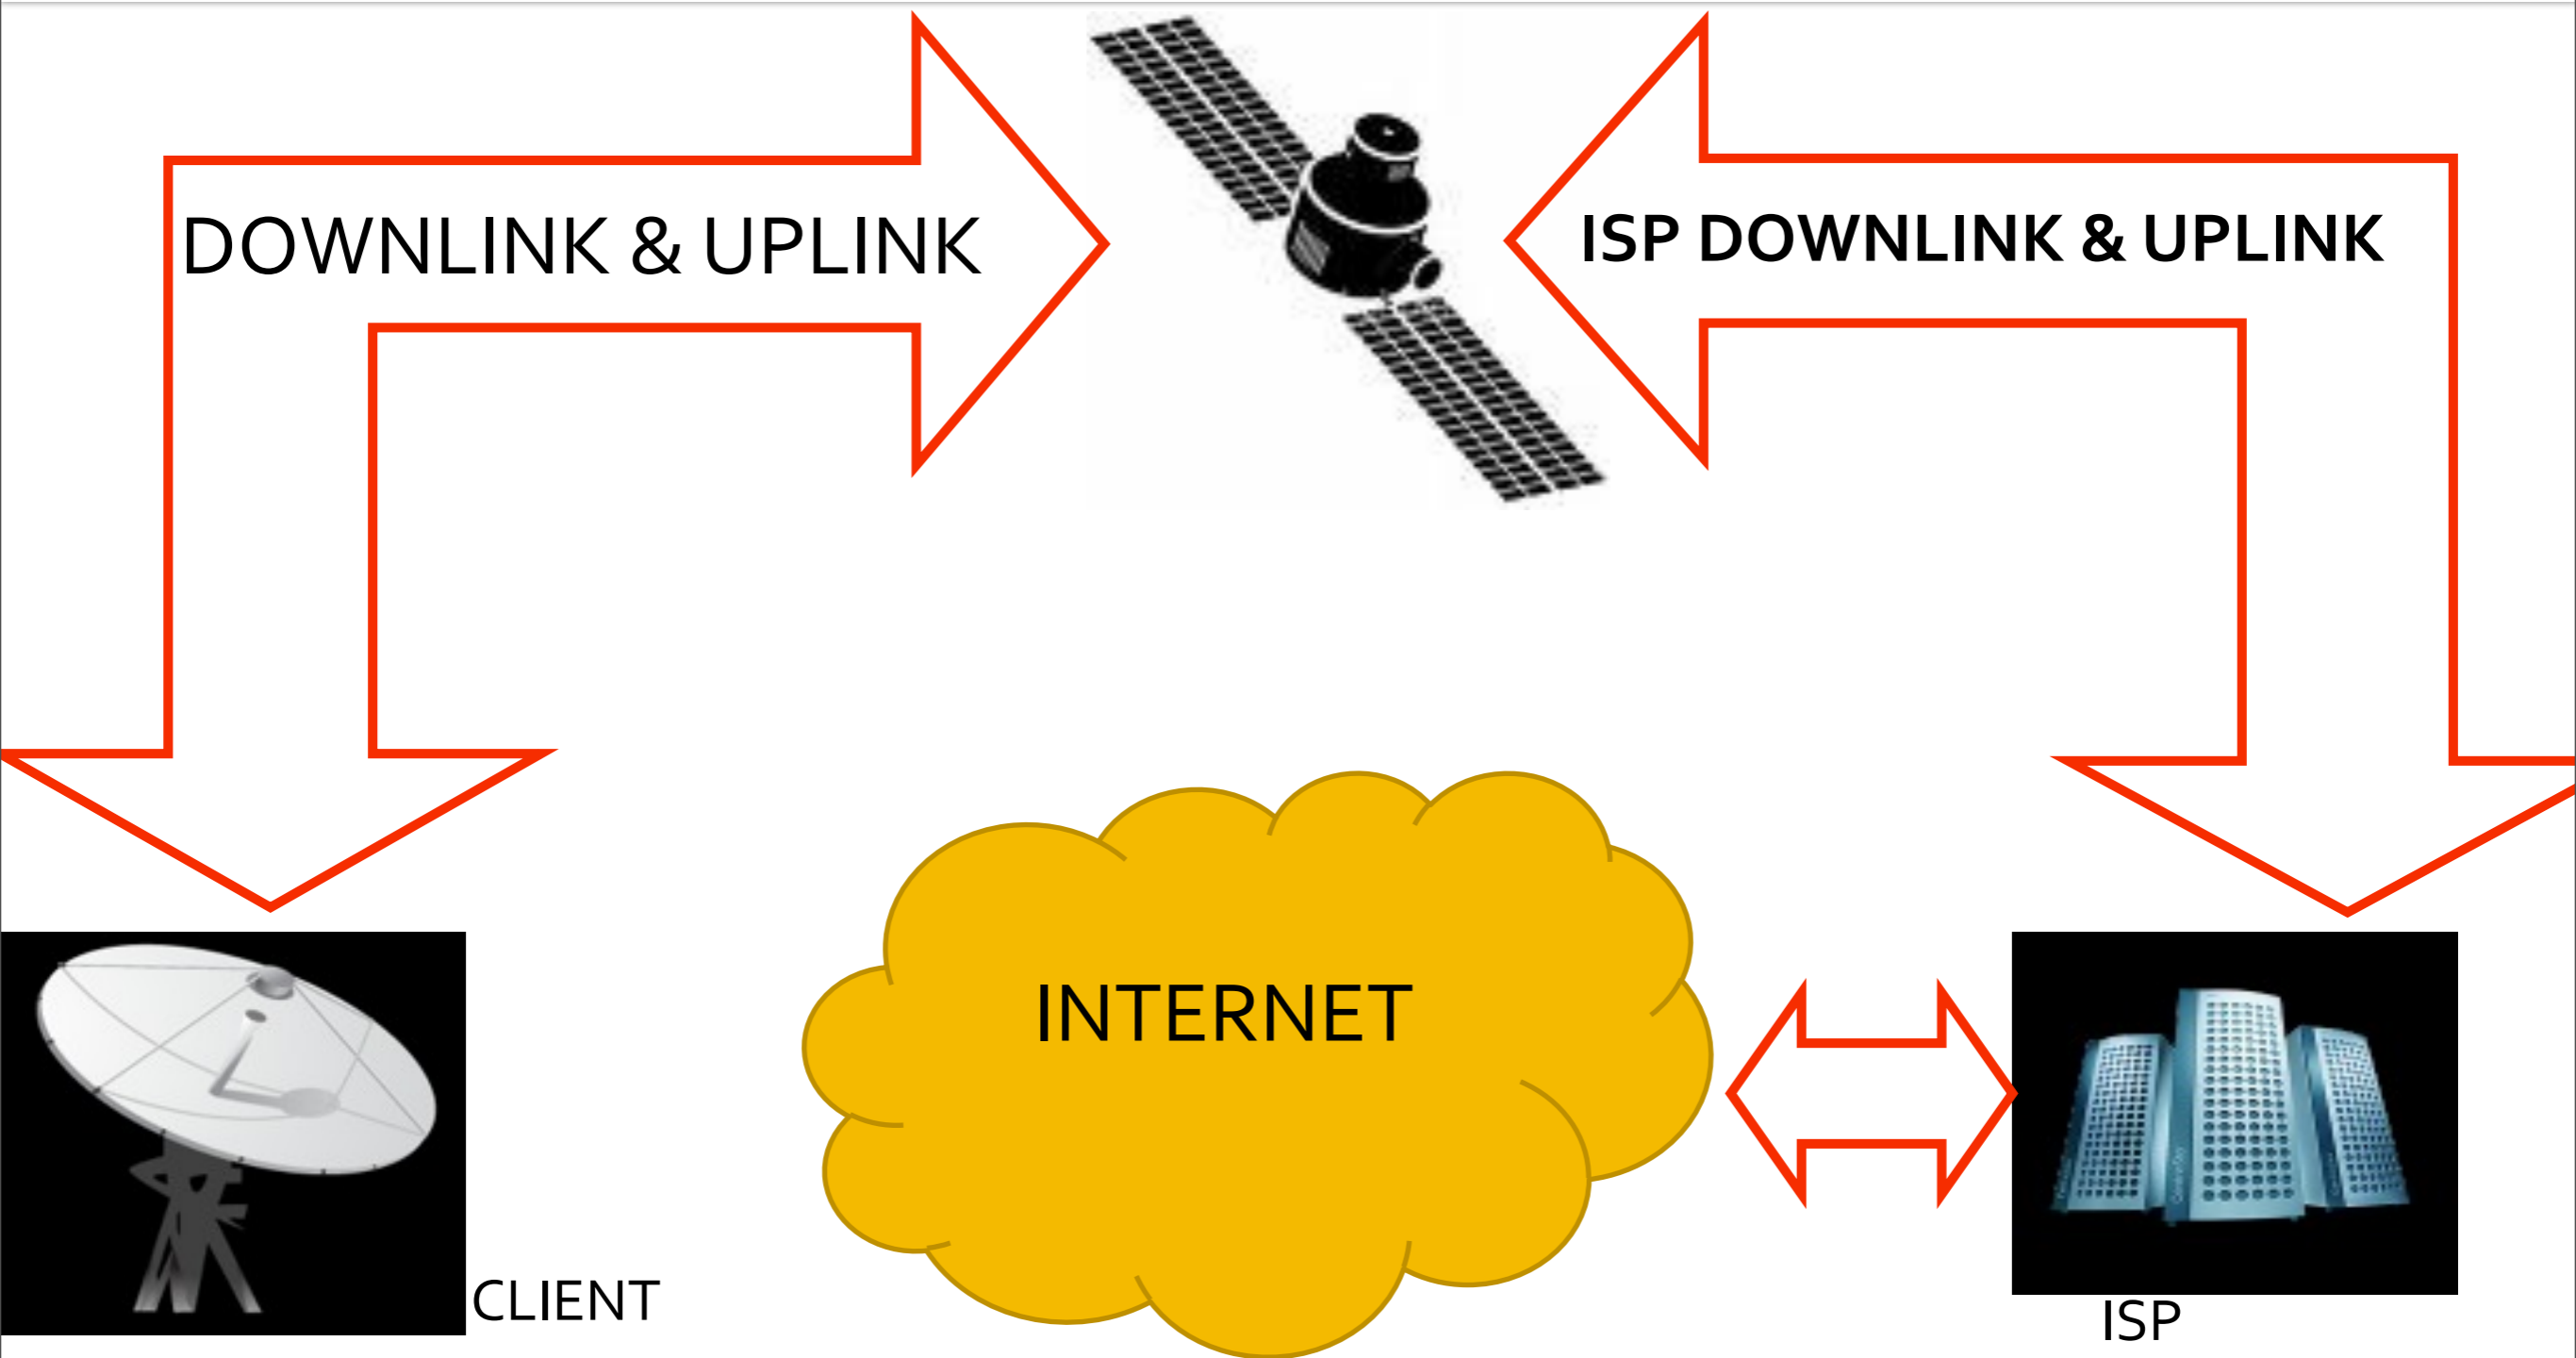 DOWNLINK & UPLINK
ISP DOWNLINK & UPLINK
INTERNET
CLIENT
ISP